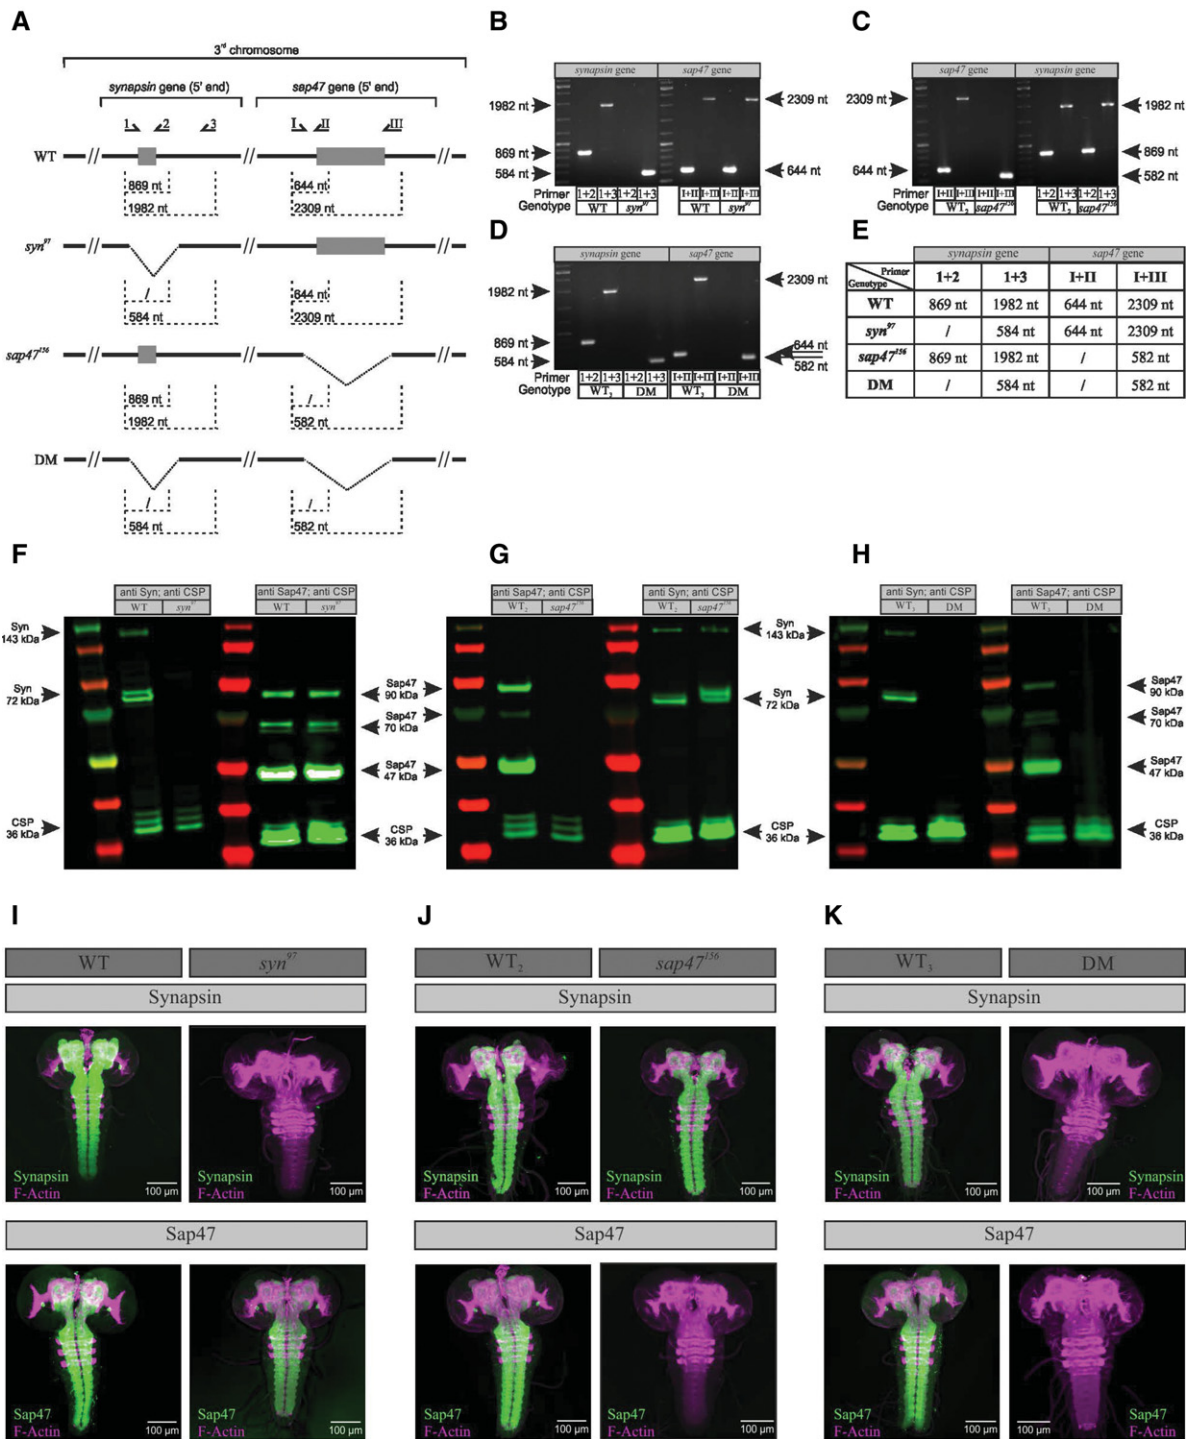 A
3rd chromosome
synapsin gene (5' end)
sap47 gene (5' end)
1 2 3 I II III
WT
869 nt 644 nt
1982 nt 2309 nt
syn97
/ 644 nt
584 nt 2309 nt
sap47156
869 nt /
1982 nt 582 nt
DM
/ /
584 nt 582 nt
B
synapsin gene sap47 gene
1982 nt 2309 nt
869 nt
584 nt 644 nt
Primer 1+2 1+3 1+2 1+3 I+II I+III I+II I+III
Genotype WT syn97 WT syn97
C
sap47 gene synapsin gene
2309 nt 1982 nt
869 nt
644 nt 582 nt
Primer I+II I+III I+II I+III 1+2 1+3 1+2 1+3
Genotype WT2 sap47156 WT2 sap47156
D
synapsin gene sap47 gene
1982 nt 2309 nt
869 nt 644 nt
584 nt 582 nt
Primer 1+2 1+3 1+2 1+3 I+II I+III I+II I+III
Genotype WT2 DM WT2 DM
E
synapsin gene sap47 gene
Primer
Genotype
1+2 1+3 I+II I+III
WT 869 nt 1982 nt 644 nt 2309 nt
syn97 / 584 nt 644 nt 2309 nt
sap47156 869 nt 1982 nt / 582 nt
DM / 584 nt / 582 nt
F
anti Syn; anti CSP anti Sap47; anti CSP
WT syn97 WT syn97
Syn
143 kDa
Syn
72 kDa
CSP
36 kDa
Sap47
90 kDa
Sap47
70 kDa
Sap47
47 kDa
CSP
36 kDa
G
anti Sap47; anti CSP anti Syn; anti CSP
WT2 sap47156 WT2 sap47156
Syn
143 kDa
Syn
72 kDa
CSP
36 kDa
H
anti Syn; anti CSP anti Sap47; anti CSP
WT3 DM WT3 DM
Sap47
90 kDa
Sap47
70 kDa
Sap47
47 kDa
CSP
36 kDa
I
WT syn97
Synapsin
Synapsin
F-Actin
100 µm
Synapsin
F-Actin
100 µm
Sap47
Sap47
F-Actin
100 µm
Sap47
F-Actin
100 µm
J
WT2 sap47156
Synapsin
Synapsin
F-Actin
100 µm
Synapsin
F-Actin
100 µm
Sap47
Sap47
F-Actin
100 µm
Sap47
F-Actin
100 µm
K
WT3 DM
Synapsin
Synapsin
F-Actin
100 µm
100 µm
Synapsin
F-Actin
Sap47
Sap47
F-Actin
100 µm
100 µm
Sap47
F-Actin